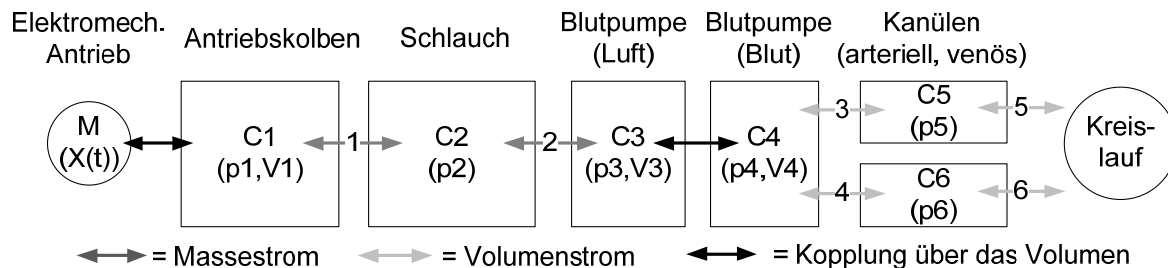 Elektromech.
Antrieb
Antriebskolben
Schlauch
Blutpumpe
(Luft)
Blutpumpe
(Blut)
Kanülen
(arteriell, venös)
M
(X(t))
C1
(p1,V1)
1
C2
(p2)
2
C3
(p3,V3)
C4
(p4,V4)
3
4
C5
(p5)
C6
(p6)
5
6
Kreis-
lauf
= Massestrom
= Volumenstrom
= Kopplung über das Volumen